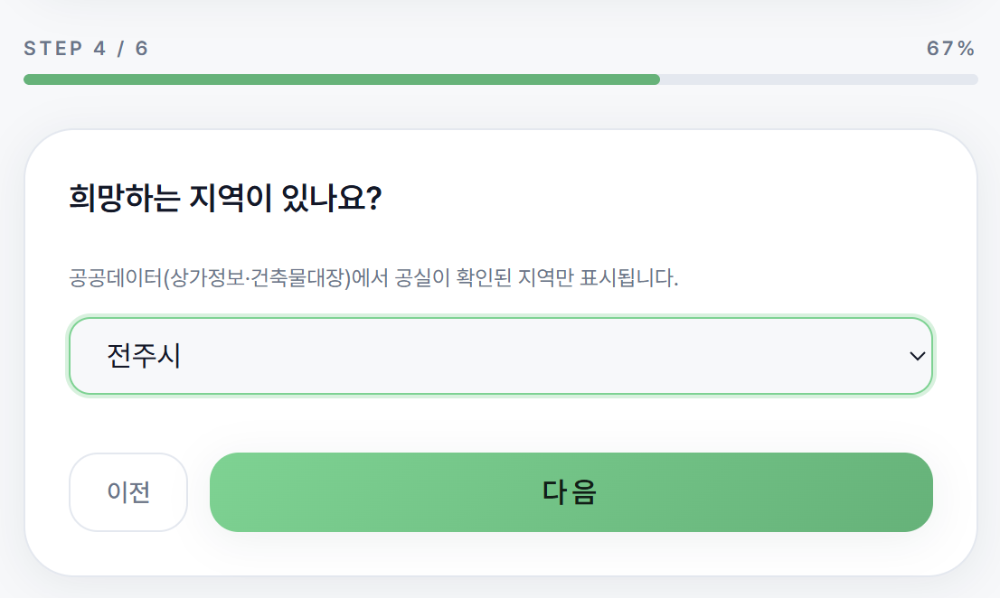 STEP 4 / 6
67%
희망하는 지역이 있나요?
공공데이터(상가정보·건축물대장)에서 공실이 확인된 지역만 표시됩니다.
전주시
이전
다음